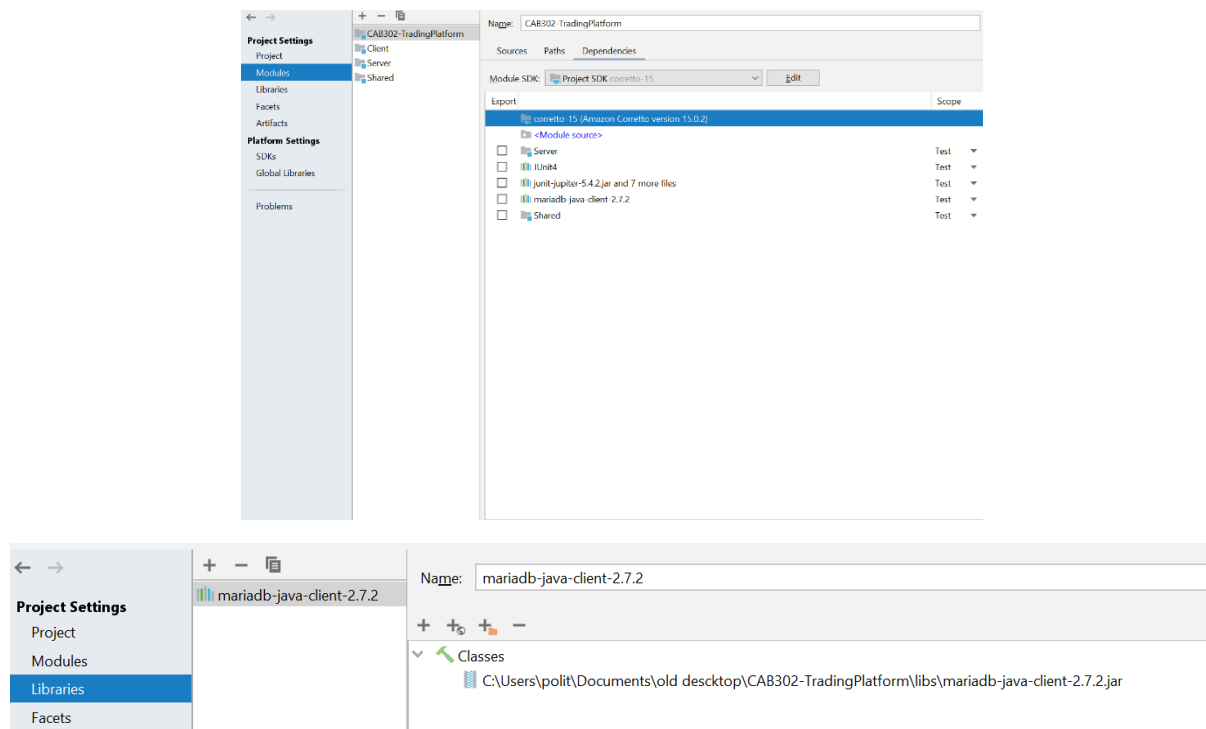 Project Settings
Project
Modules
Libraries
Facets
Artifacts
Platform Settings
SDKs
Global Libraries
Problems
CAB302-TradingPlatform
Client
Server
Shared
Name: CAB302-TradingPlatform
Sources Paths Dependencies
Module SDK: Project SDK corretto-15 Edit
Export Scope
corretto-15 (Amazon Corretto version 15.0.2)
<Module source>
Server Test
JUnit4 Test
junit-jupiter-5.4.2.jar and 7 more files Test
mariadb-java-client-2.7.2 Test
Shared Test
Project Settings
Project
Modules
Libraries
Facets
mariadb-java-client-2.7.2
Name: mariadb-java-client-2.7.2
Classes
C:\Users\polit\Documents\old descktop\CAB302-TradingPlatform\libs\mariadb-java-client-2.7.2.jar